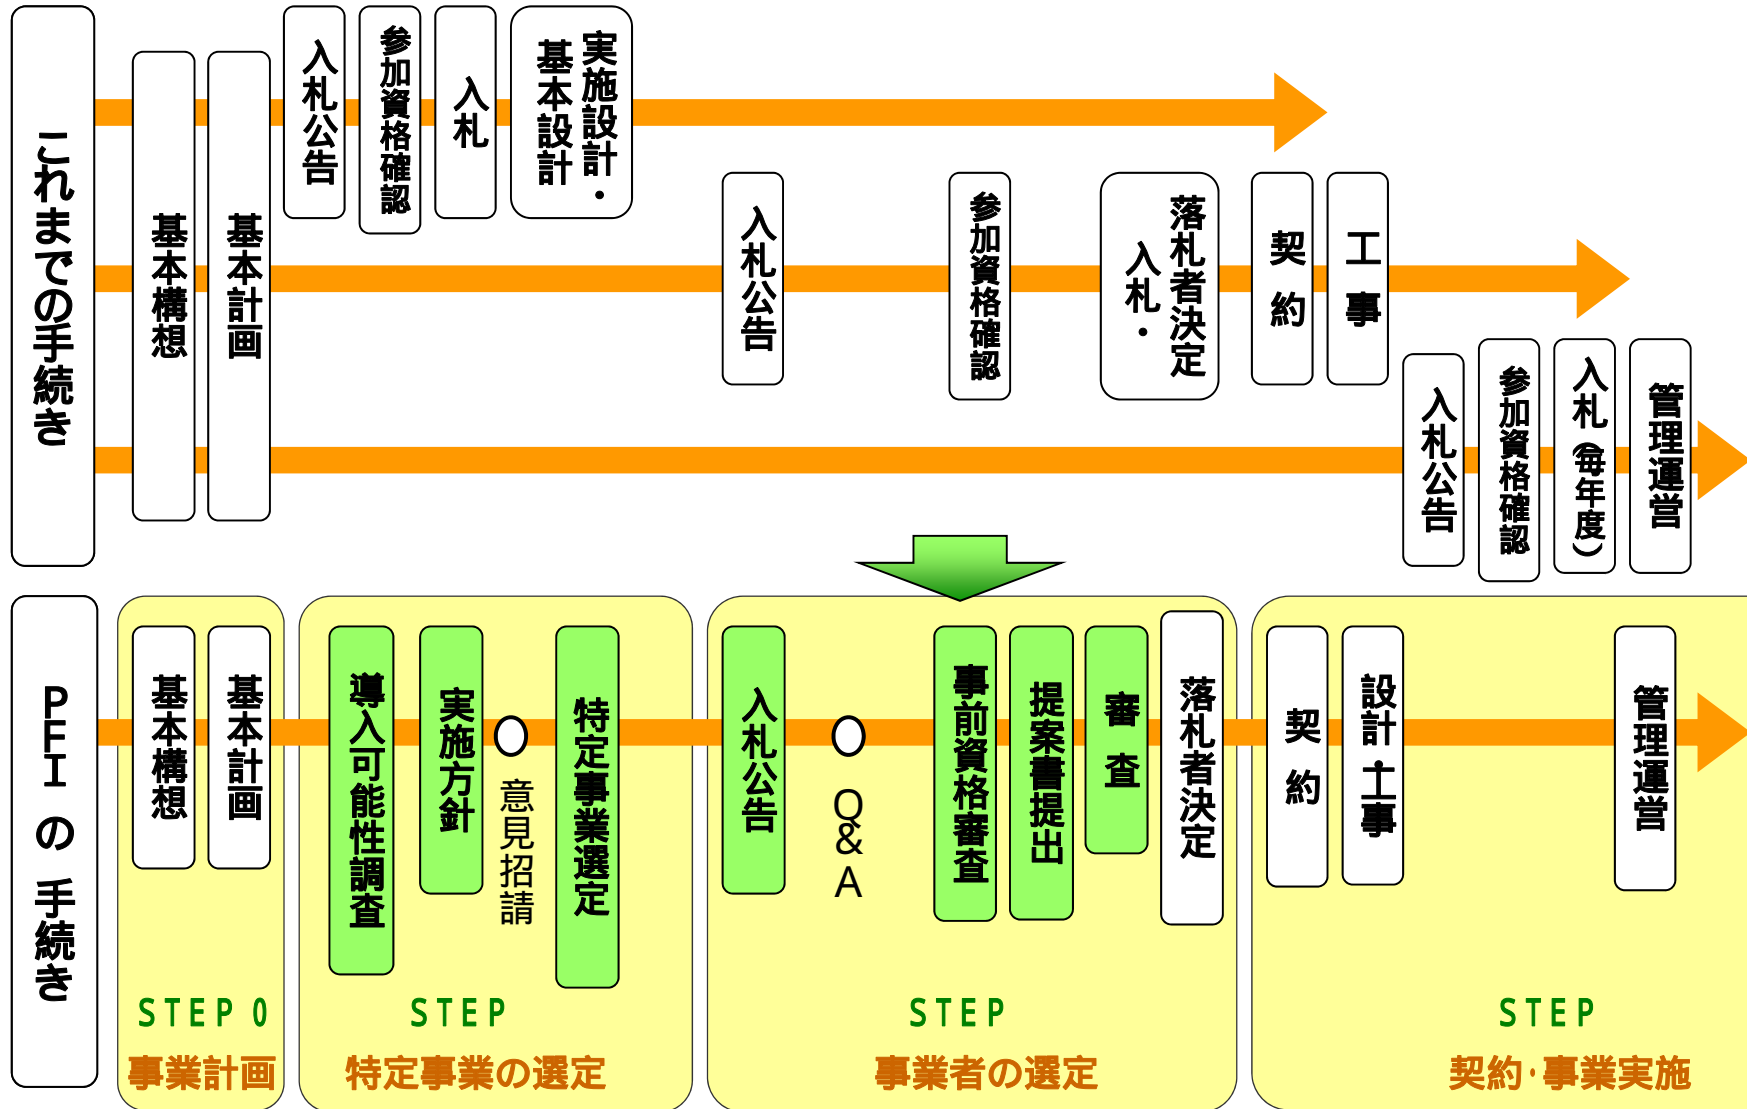 これまでの手続き
基本構想
基本計画
入札公告
参加資格確認
入札
実施設計・
基本設計
入札公告
参加資格確認
落札者決定
入札・
契約
工事
入札公告
参加資格確認
入札(毎年度)
管理運営
PFIの手続き
基本構想
基本計画
STEP 0
事業計画
導入可能性調査
実施方針
意見招請
特定事業選定
STEP
特定事業の選定
入札公告
Q&A
事前資格審査
提案書提出
審査
落札者決定
STEP
事業者の選定
契約
設計・工事
管理運営
STEP
契約・事業実施